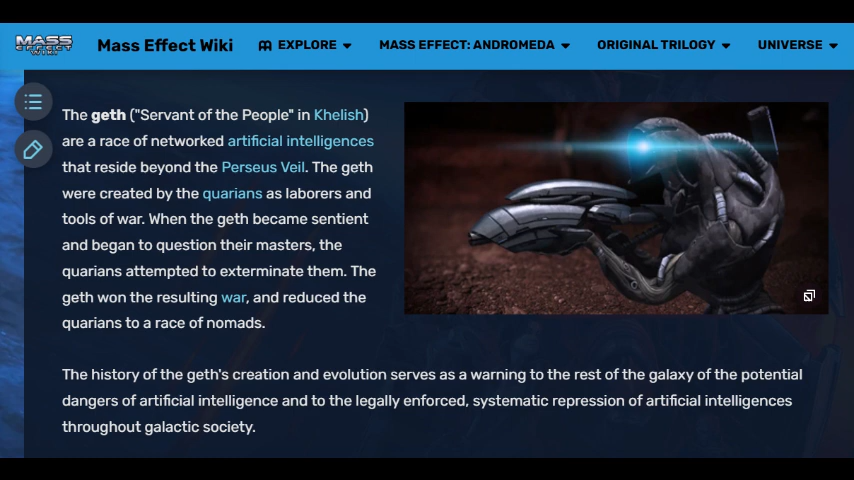 MASS
EFFECT
WIKI
Mass Effect Wiki
EXPLORE
MASS EFFECT: ANDROMEDA
ORIGINAL TRILOGY
UNIVERSE
The geth ("Servant of the People" in Khelish)
are a race of networked artificial intelligences
that reside beyond the Perseus Veil. The geth
were created by the quarians as laborers and
tools of war. When the geth became sentient
and began to question their masters, the
quarians attempted to exterminate them. The
geth won the resulting war, and reduced the
quarians to a race of nomads.
The history of the geth's creation and evolution serves as a warning to the rest of the galaxy of the potential
dangers of artificial intelligence and to the legally enforced, systematic repression of artificial intelligences
throughout galactic society.